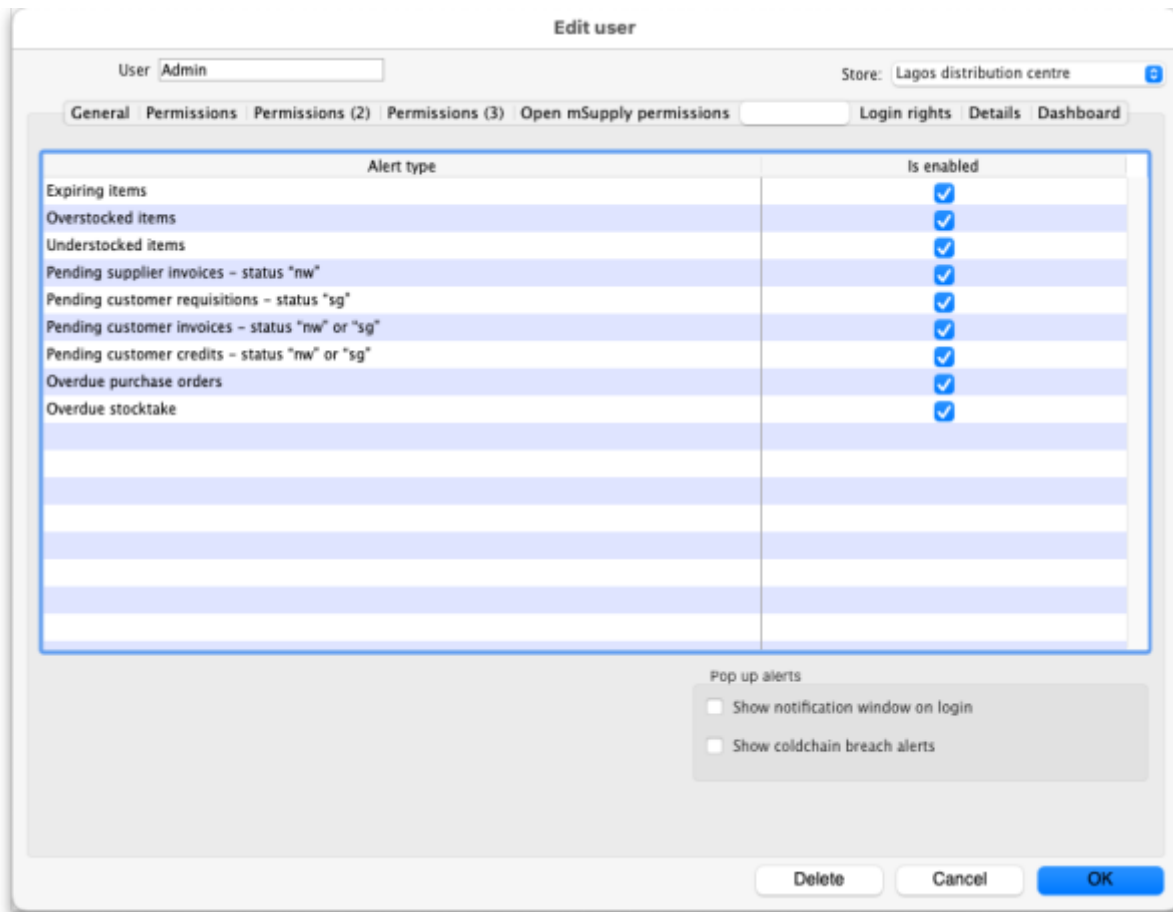 Edit user
User Admin Store: Lagos distribution centre
General Permissions Permissions (2) Permissions (3) Open mSupply permissions Login rights Details Dashboard
Alert type Is enabled
Expiring items
Overstocked items
Understocked items
Pending supplier invoices – status “nw”
Pending customer requisitions – status “sg”
Pending customer invoices – status “nw” or “sg”
Pending customer credits – status “nw” or “sg”
Overdue purchase orders
Overdue stocktake
Pop up alerts
Show notification window on login
Show coldchain breach alerts
Delete Cancel OK